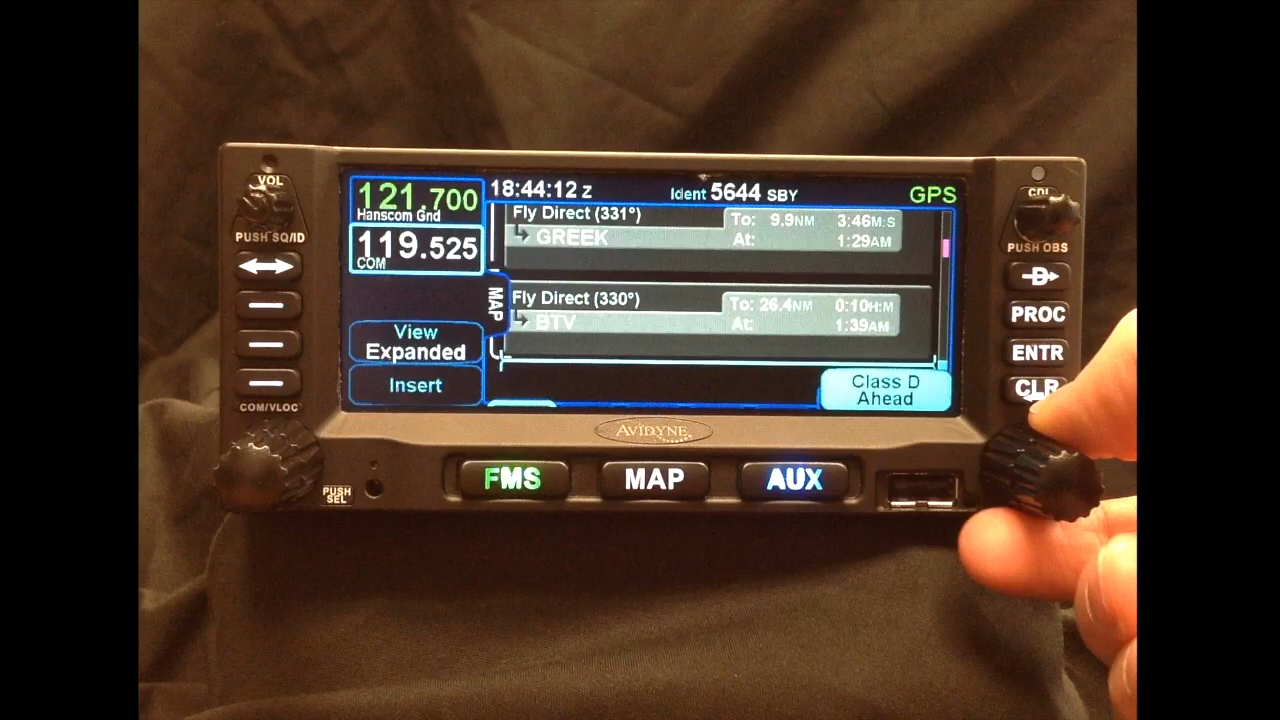 VOL
PUSH SQ/ID
COM/VLOC
PUSH SEL
121.700
Hanscom Gnd
119.525
COM
View
Expanded
Insert
18:44:12 Z
Ident 5644 SBY
GPS
MAP
Fly Direct (331°)
GREEK
To: 9.9NM 3:46M:S
At: 1:29AM
Fly Direct (330°)
BTV
To: 26.4NM 0:10H:M
At: 1:39AM
Class D
Ahead
CDI
PUSH OBS
D
PROC
ENTR
CLR
AVIDYNE
FMS
MAP
AUX